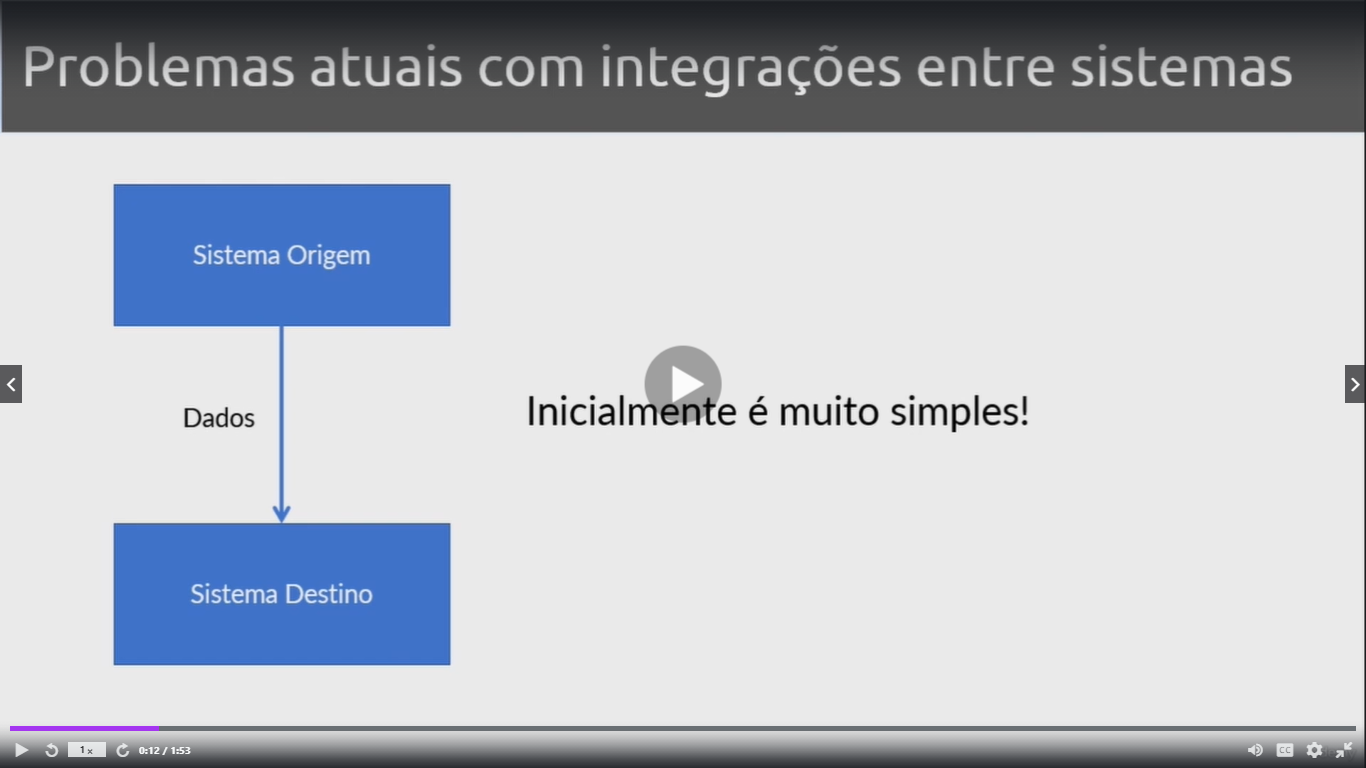 Problemas atuais com integrações entre sistemas
Sistema Origem
Dados
Inicialmente é muito simples!
Sistema Destino
1x
0:12 / 1:53
CC